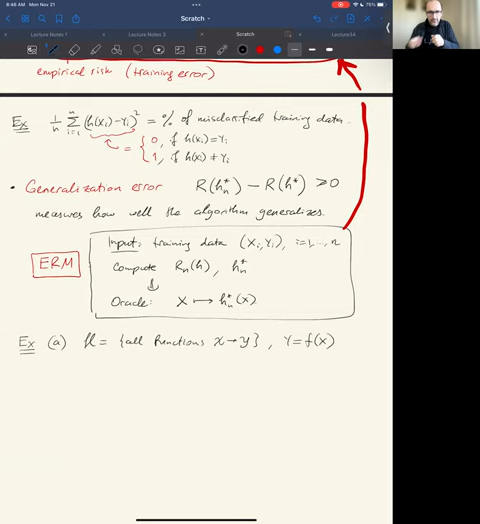 8:46 AM Mon Nov 21
76%
Scratch
Lecture Notes 1
Lecture Notes 3
Scratch
Lecture34
empirical risk (training error)
Ex 1/n ∑_{i=1}^{n} (h(x_i)-Y_i)² = % of misclassified training data.
= { 0, if h(x_i)=Y_i
1, if h(x_i)≠Y_i
• Generalization error R(h_n^*) - R(h^*) ≥ 0
measures how well the algorithm generalizes.
ERM
Input: training data (X_i, Y_i), i=1,...,n
Compute R_n(h), h_n^*
⇓
Oracle: X ↦ h_n^*(x)
Ex (a) ℋ = {all functions X→Y}, Y=f(X)